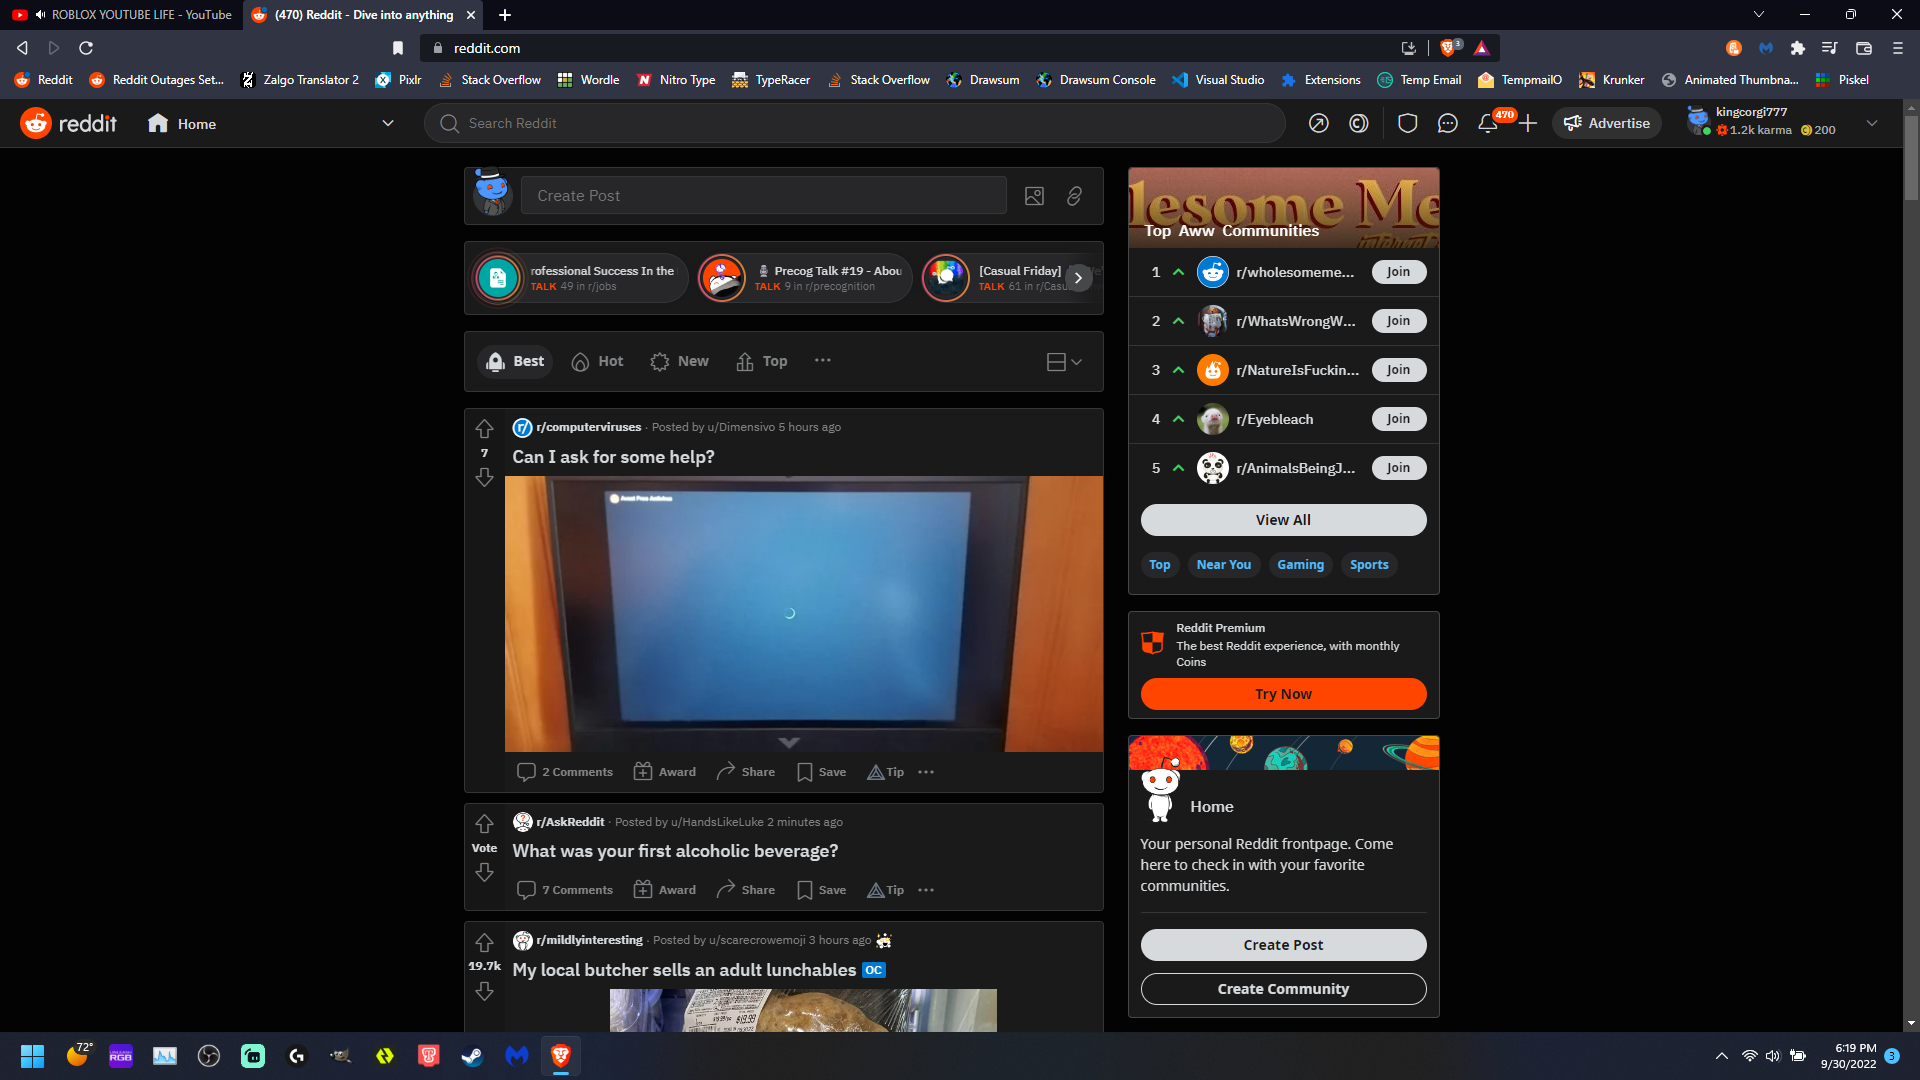 ROBLOX YOUTUBE LIFE - YouTube
(470) Reddit - Dive into anything
reddit.com
3
Reddit
Reddit Outages Set...
Zalgo Translator 2
Pixlr
Stack Overflow
Wordle
Nitro Type
TypeRacer
Stack Overflow
Drawsum
Drawsum Console
Visual Studio
Extensions
Temp Email
TempmailO
Krunker
Animated Thumbna...
Piskel
reddit
Home
Search Reddit
470
Advertise
kingcorgi777
1.2k karma
200
Create Post
rofessional Success In the
TALK 49 in r/jobs
Precog Talk #19 - Abou
TALK 9 in r/precognition
[Casual Friday]
TALK 61 in r/Casu
Best
Hot
New
Top
r/computerviruses · Posted by u/Dimensivo 5 hours ago
7
Can I ask for some help?
Avast Free Antivirus
2 Comments
Award
Share
Save
Tip
r/AskReddit · Posted by u/HandsLikeLuke 2 minutes ago
Vote
What was your first alcoholic beverage?
7 Comments
Award
Share
Save
Tip
r/mildlyinteresting · Posted by u/scarecrowemoji 3 hours ago
19.7k
My local butcher sells an adult lunchables OC
$19.99
lesome Me
Top Aww Communities
1 r/wholesomeme... Join
2 r/WhatsWrongW... Join
3 r/NatureIsFuckin... Join
4 r/Eyebleach Join
5 r/AnimalsBeingJ... Join
View All
Top
Near You
Gaming
Sports
Reddit Premium
The best Reddit experience, with monthly
Coins
Try Now
Home
Your personal Reddit frontpage. Come
here to check in with your favorite
communities.
Create Post
Create Community
72°
RGB
6:19 PM
9/30/2022
3